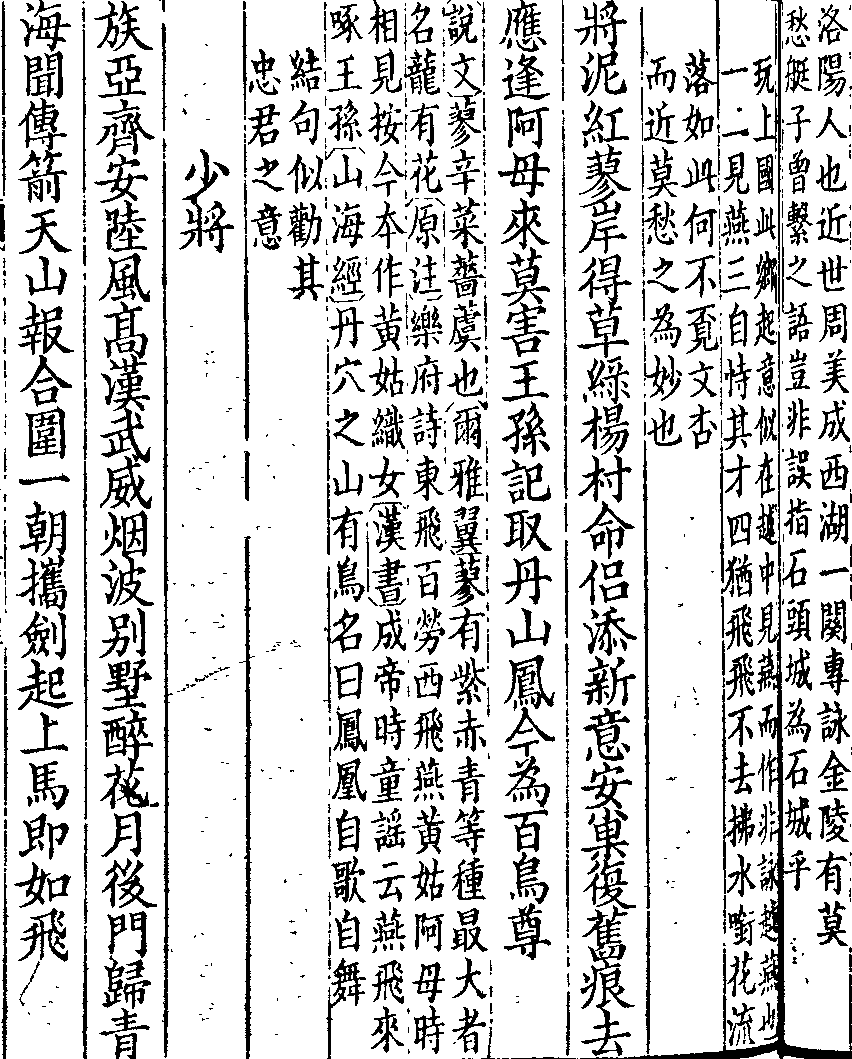 洛陽人也近世周美成西湖一闋專詠金陵有莫
愁艇子曾繫之語豈非誤指石頭城為石城乎
玩上國此鄉起意似在越中見燕而作非詠越燕也
一二見燕三自恃其才四猶飛飛不去拂水啣花流
落如此何不覓文杏
而近莫愁之為妙也
將泥紅蓼岸得草綠楊村命侶添新意安巢復舊痕去
應逢阿母來莫害王孫記取丹山鳳今為百鳥尊
說文蓼辛菜薔虞也爾雅翼蓼有紫赤青等種最大者
名龍有花原注樂府詩東飛百勞西飛燕黃姑阿母時
相見按今本作黃姑織女漢書成帝時童謠云燕飛來
啄王孫山海經丹穴之山有鳥名曰鳳凰自歌自舞
結句似勸其
忠君之意
少將
族亞齊安陸風高漢武威烟波別墅醉花月後門歸青
海聞傳箭天山報合圍一朝攜劍起上馬即如飛